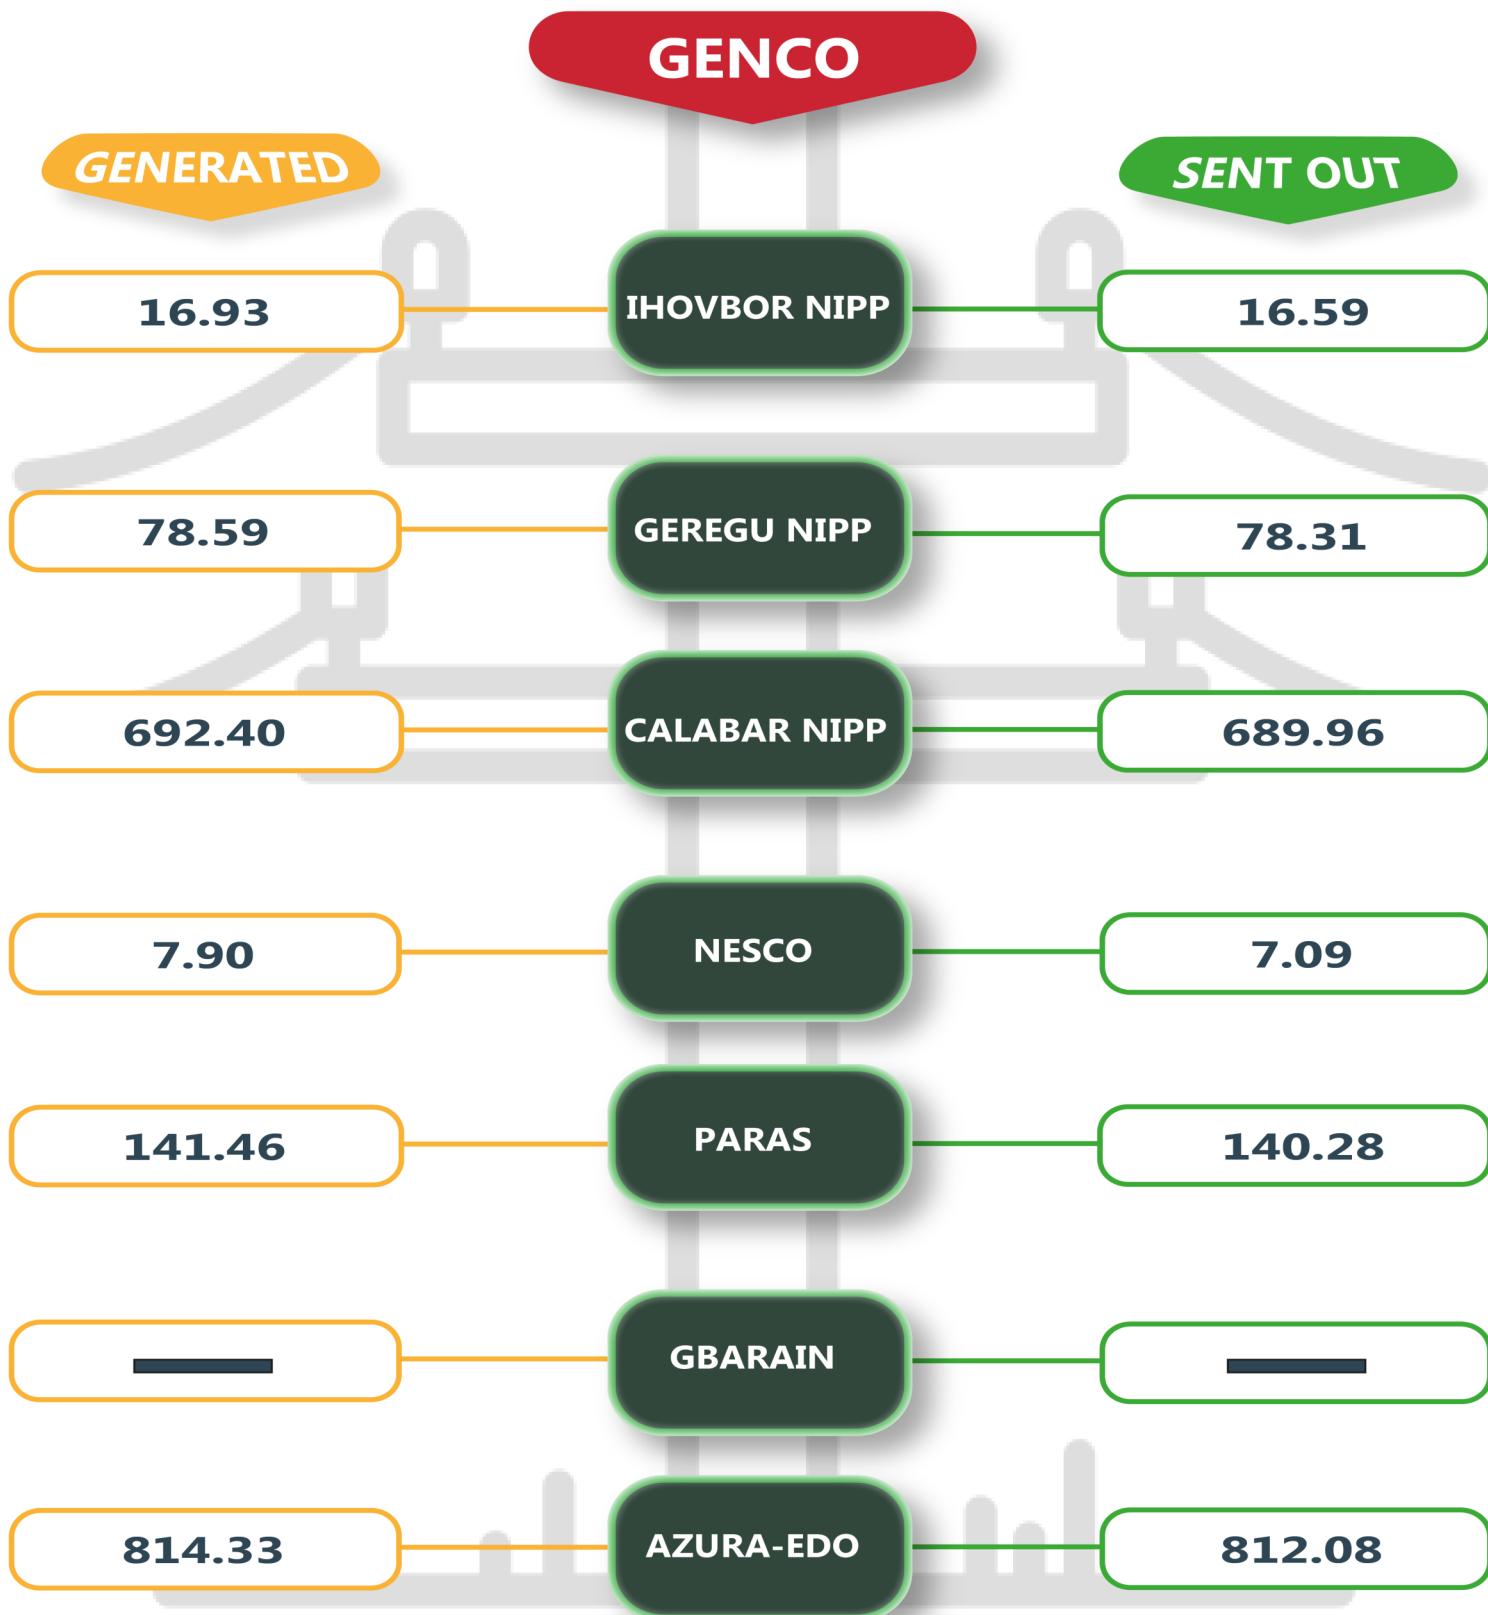 GENCO
GENERATED
SENT OUT
16.93
IHOVBOR NIPP
16.59
78.59
GEREGU NIPP
78.31
692.40
CALABAR NIPP
689.96
7.90
NESCO
7.09
141.46
PARAS
140.28
GBARAIN
814.33
AZURA-EDO
812.08